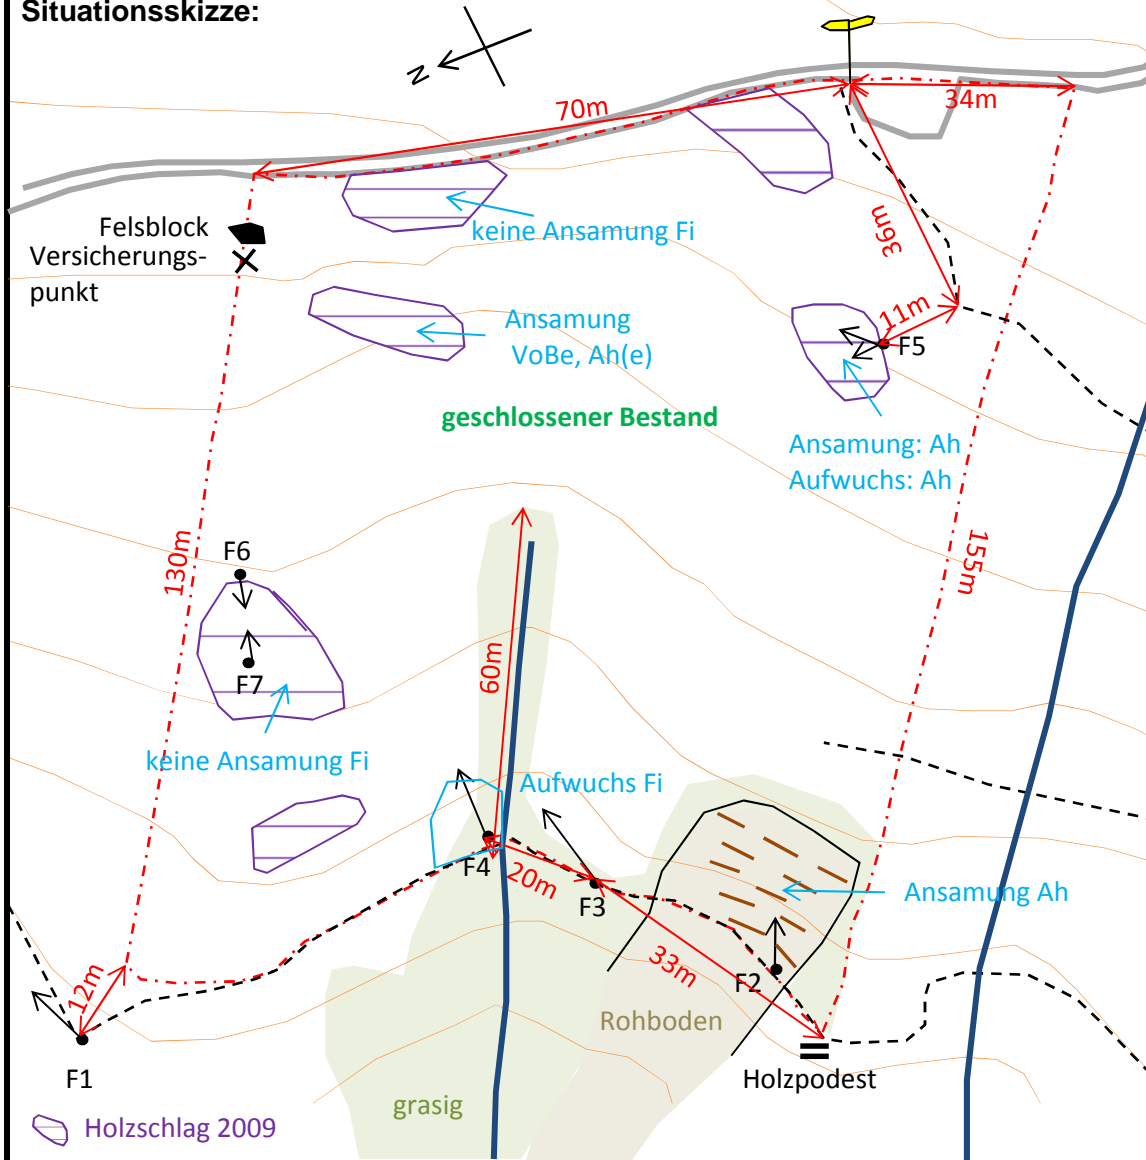 Situationsskizze:
N
70m
34m
Felsblock
Versicherungs-
punkt
keine Ansamung Fi
36m
Ansamung
VoBe, Ah(e)
11m
F5
geschlossener Bestand
Ansamung: Ah
Aufwuchs: Ah
130m
F6
155m
F7
60m
keine Ansamung Fi
Aufwuchs Fi
F4
20m
F3
Ansamung Ah
33m
F2
12m
Rohboden
F1
Holzpodest
grasig
Holzschlag 2009